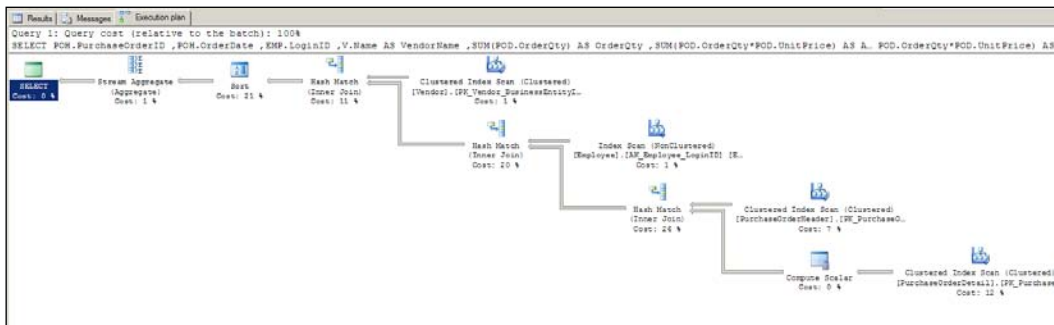 Results Messages Execution plan
Query 1: Query cost (relative to the batch): 100%
SELECT POH.PurchaseOrderID ,POH.OrderDate ,EMP.LoginID ,V.Name AS VendorName ,SUM(POD.OrderQty) AS OrderQty ,SUM(POD.OrderQty*POD.UnitPrice) AS A… POD.OrderQty*POD.UnitPrice) AS
SELECT
Cost: 0 %
Stream Aggregate
(Aggregate)
Cost: 1 %
Sort
Cost: 21 %
Hash Match
(Inner Join)
Cost: 11 %
Clustered Index Scan (Clustered)
[Vendor].[PK_Vendor_BusinessEntityI…
Cost: 1 %
Hash Match
(Inner Join)
Cost: 20 %
Index Scan (NonClustered)
[Employee].[AK_Employee_LoginID] [E…
Cost: 1 %
Hash Match
(Inner Join)
Cost: 26 %
Clustered Index Scan (Clustered)
[PurchaseOrderHeader].[PK_PurchaseO…
Cost: 7 %
Compute Scalar
Cost: 0 %
Clustered Index Scan (Clustered)
[PurchaseOrderDetail].[PK_Purchase
Cost: 12 %